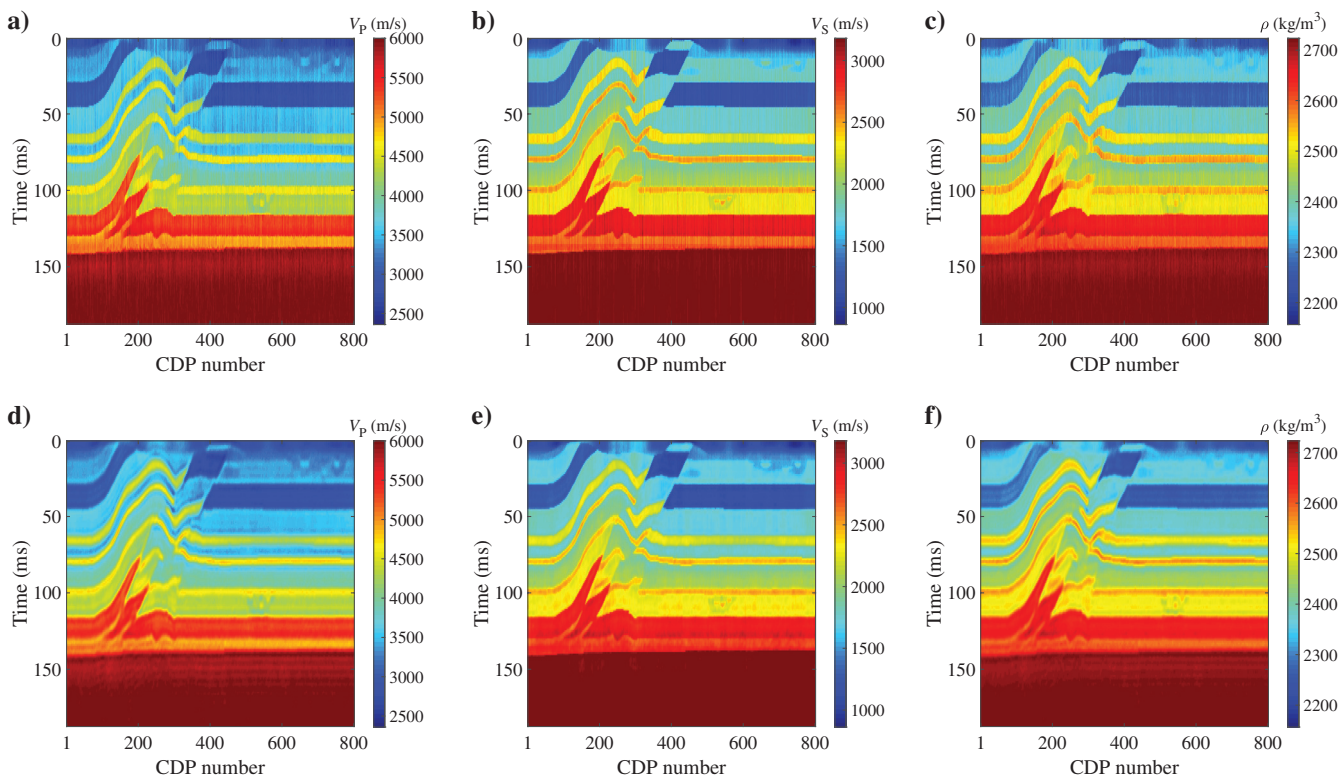 a) V_P (m/s) b) V_S (m/s) c) ρ (kg/m³)
0 6000 0 0 2700
5500 3000
50 5000 50 2500 50 2600
4500 2500
100 4000 100 2000 100 2400
3500 1500 2300
150 3000 150 150
2500 1000 2200
Time (ms) Time (ms) Time (ms)
1 200 400 600 800 1 200 400 600 800 1 200 400 600 800
CDP number CDP number CDP number
d) V_P (m/s) e) V_S (m/s) f) ρ (kg/m³)
0 6000 0 0 2700
5500 3000
50 5000 50 2500 50 2600
4500 2500
100 4000 100 2000 100 2400
3500 1500 2300
150 3000 150 150
2500 1000 2200
Time (ms) Time (ms) Time (ms)
1 200 400 600 800 1 200 400 600 800 1 200 400 600 800
CDP number CDP number CDP number